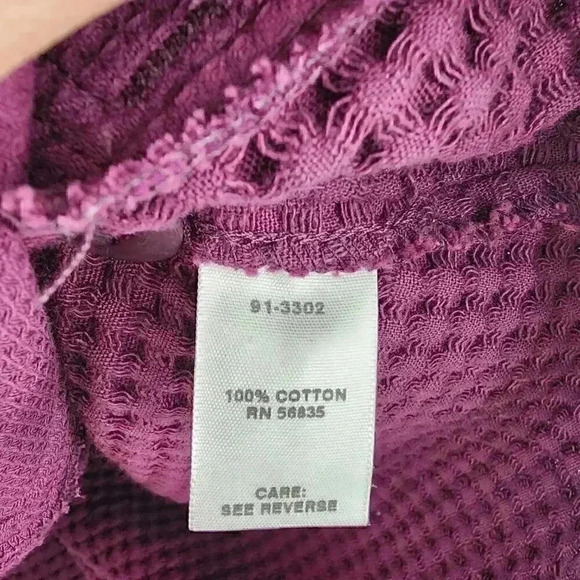 91-3302
100% COTTON
RN 56835
CARE:
SEE REVERSE